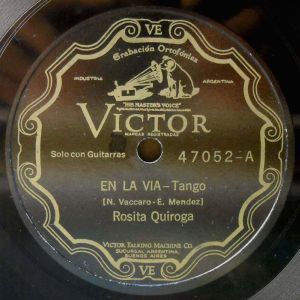 VE
Grabación Ortofónica
INDUSTRIA ARGENTINA
"HIS MASTER'S VOICE"
VICTOR
MARCAS REGISTRADAS
Solo con Guitarras 47052-A
EN LA VIA-Tango
[N. Vaccaro-E. Mendez]
Rosita Quiroga
VICTOR TALKING MACHINE CO.
SUCURSAL ARGENTINA,
BUENOS AIRES
VE